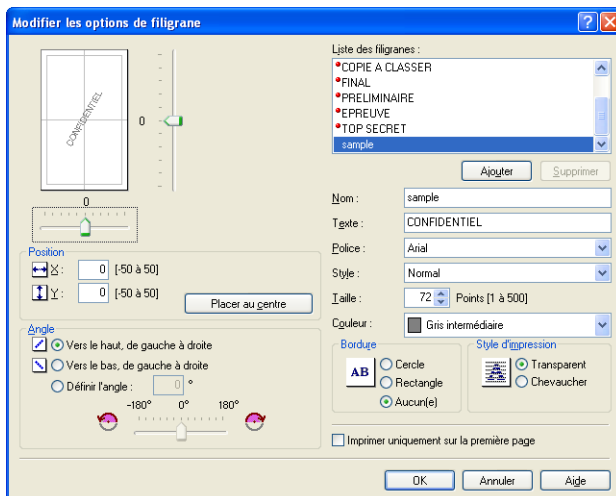 Modifier les options de filigrane
CONFIDENTIEL
0
0
Position
X : 0 [-50 à 50]
Y : 0 [-50 à 50]
Placer au centre
Angle
Vers le haut, de gauche à droite
Vers le bas, de gauche à droite
Définir l'angle : 0 °
-180° 0° 180°
Liste des filigranes :
COPIE A CLASSER
FINAL
PRELIMINAIRE
EPREUVE
TOP SECRET
sample
Ajouter Supprimer
Nom : sample
Texte : CONFIDENTIEL
Police : Arial
Style : Normal
Taille : 72 Points [1 à 500]
Couleur : Gris intermédiaire
Bordure
AB
Cercle
Rectangle
Aucun(e)
Style d'impression
A
Transparent
Chevaucher
Imprimer uniquement sur la première page
OK Annuler Aide